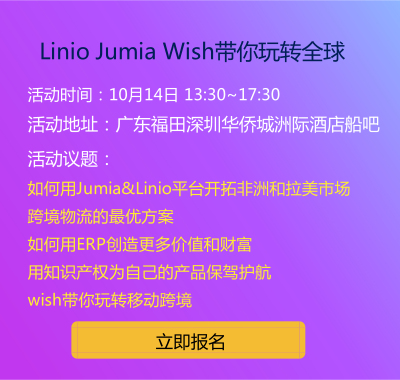 Linio Jumia Wish带你玩转全球
活动时间：10月14日 13:30~17:30
活动地址：广东福田深圳华侨城洲际酒店船吧
活动议题：
如何用Jumia&Linio平台开拓非洲和拉美市场
跨境物流的最优方案
如何用ERP创造更多价值和财富
用知识产权为自己的产品保驾护航
wish带你玩转移动跨境
立即报名